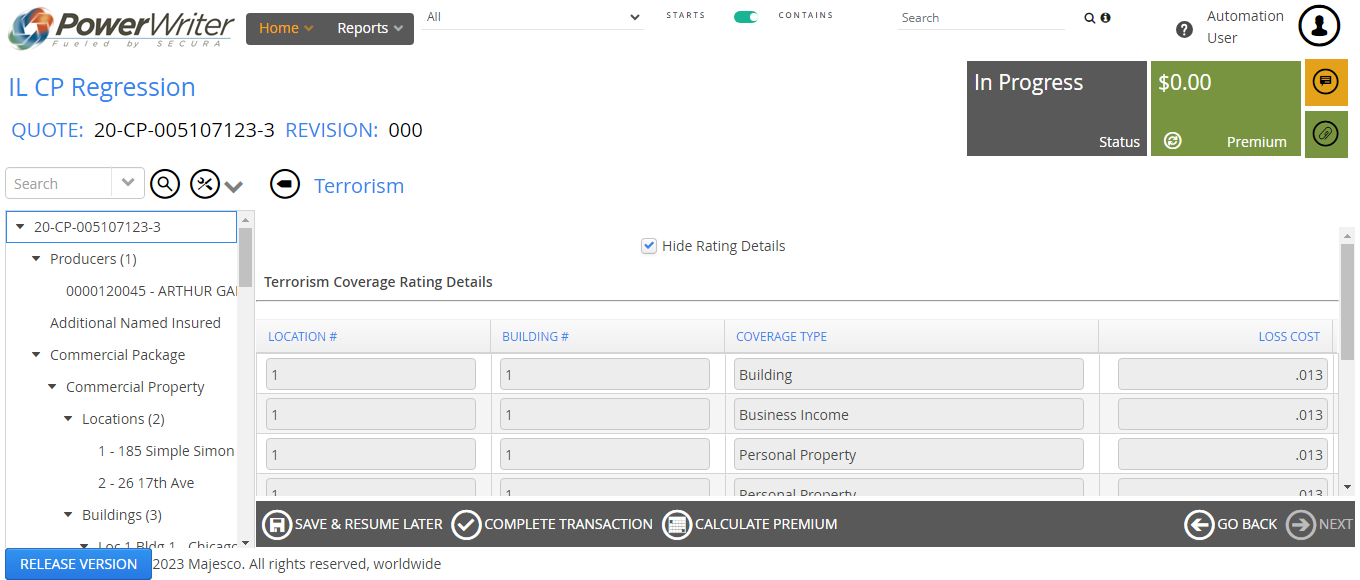 PowerWriter
Fueled by SECURA
Home
Reports
All
STARTS
CONTAINS
Search
Automation
User
IL CP Regression
QUOTE: 20-CP-005107123-3 REVISION: 000
In Progress
Status
$0.00
Premium
Search
Terrorism
20-CP-005107123-3
Producers (1)
0000120045 - ARTHUR GA
Additional Named Insured
Commercial Package
Commercial Property
Locations (2)
1 - 185 Simple Simon
2 - 26 17th Ave
Buildings (3)
Loc 1 Bldg 1 - Chicago
Hide Rating Details
Terrorism Coverage Rating Details
LOCATION # BUILDING # COVERAGE TYPE LOSS COST
1 1 Building .013
1 1 Business Income .013
1 1 Personal Property .013
1 1 Personal Property .013
SAVE & RESUME LATER COMPLETE TRANSACTION CALCULATE PREMIUM GO BACK NEXT
RELEASE VERSION 2023 Majesco. All rights reserved, worldwide